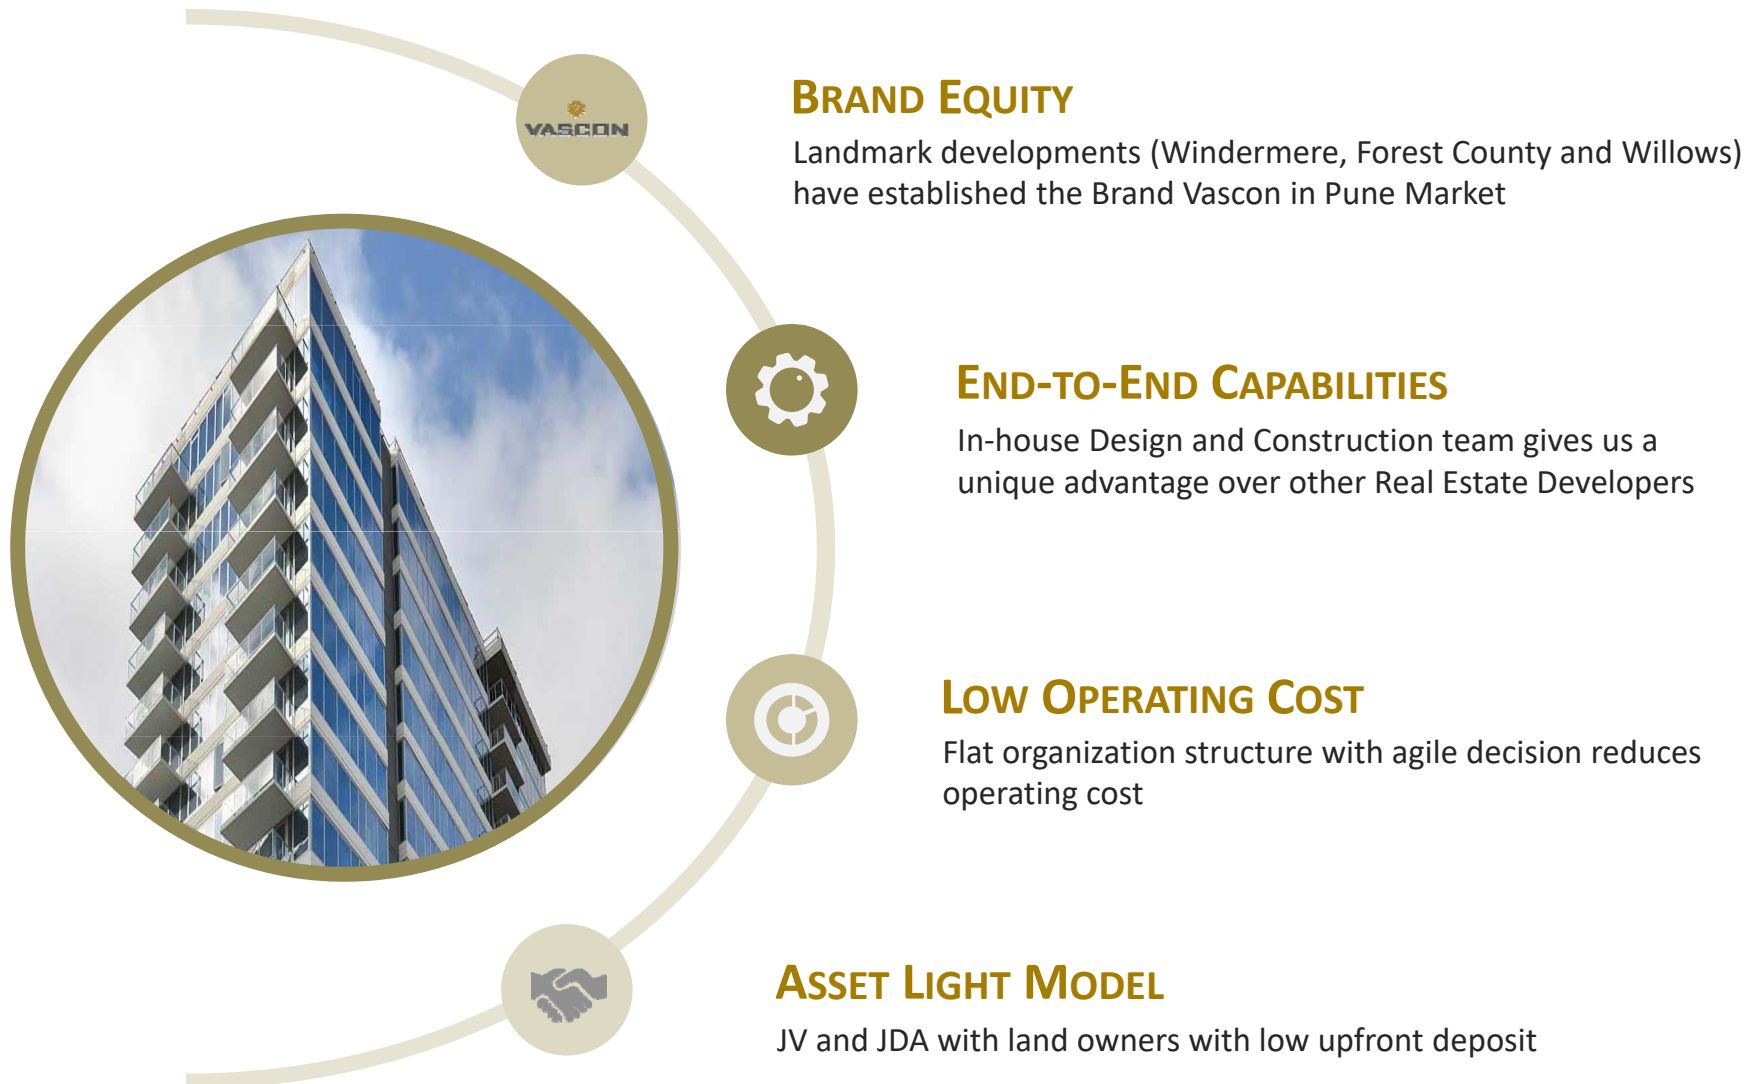 VASCON
BRAND EQUITY
Landmark developments (Windermere, Forest County and Willows)
have established the Brand Vascon in Pune Market
END-TO-END CAPABILITIES
In-house Design and Construction team gives us a
unique advantage over other Real Estate Developers
LOW OPERATING COST
Flat organization structure with agile decision reduces
operating cost
ASSET LIGHT MODEL
JV and JDA with land owners with low upfront deposit